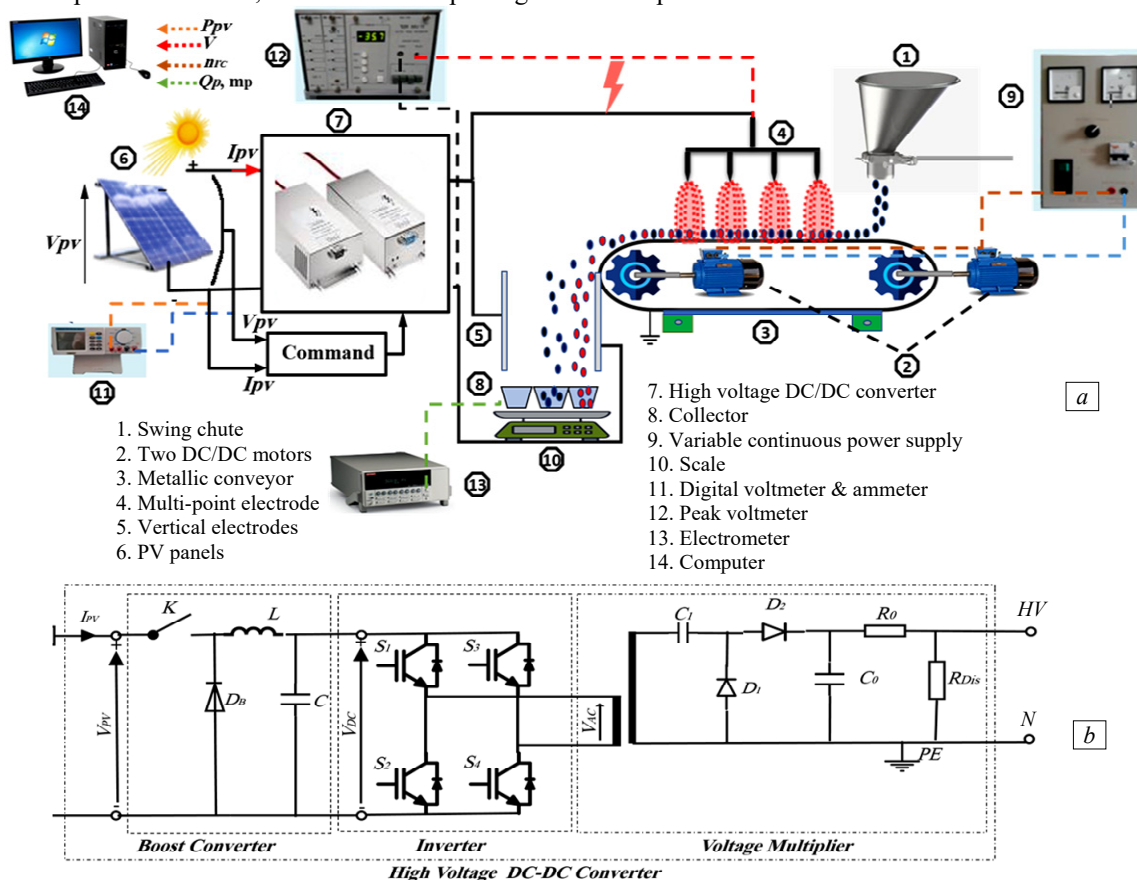 Ppv
V
nrc
Qp, mp
14
12
357
7
1
9
6
+
Ipv
4
Vpv
-
Vpv
Command
Ipv
11
5
3
2
8
10
13
a
1. Swing chute
2. Two DC/DC motors
3. Metallic conveyor
4. Multi-point electrode
5. Vertical electrodes
6. PV panels
7. High voltage DC/DC converter
8. Collector
9. Variable continuous power supply
10. Scale
11. Digital voltmeter & ammeter
12. Peak voltmeter
13. Electrometer
14. Computer
IPV
K
L
S1
S3
C1
D2
R0
HV
+
VPV
-
DB
C
+
VDC
-
VAC
D1
C0
RDis
N
S2
S4
PE
b
Boost Converter
Inverter
Voltage Multiplier
High Voltage DC-DC Converter